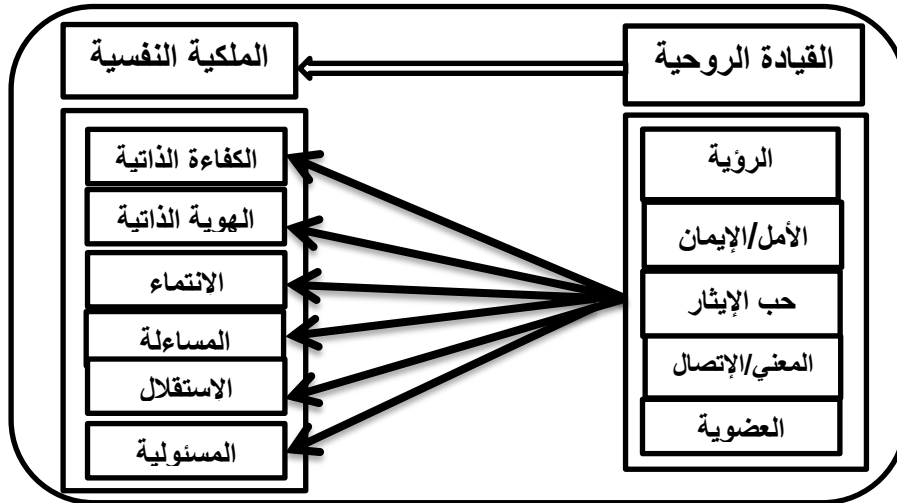 القيادة الروحية
الرؤية
الأمل/الإيمان
حب الإيثار
المعني/الإتصال
العضوية
الملكية النفسية
الكفاءة الذاتية
الهوية الذاتية
الإنتماء
المساءلة
الاستقلال
المسئولية